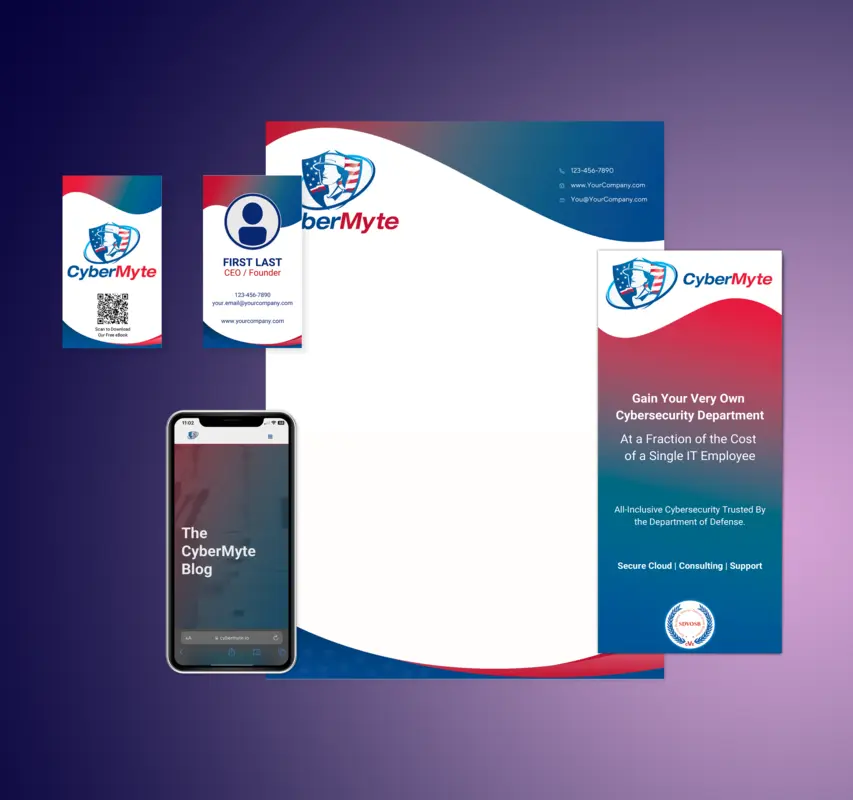 CyberMyte
Scan to Download
Our Free eBook
FIRST LAST
CEO / Founder
123-456-7890
your.email@yourcompany.com
www.yourcompany.com
berMyte
123-456-7890
www.YourCompany.com
You@YourCompany.com
CyberMyte
Gain Your Very Own
Cybersecurity Department
At a Fraction of the Cost
of a Single IT Employee
All-Inclusive Cybersecurity Trusted By
the Department of Defense.
Secure Cloud | Consulting | Support
SDVOSB
11:02
The
CyberMyte
Blog
AA
cybermyte.io